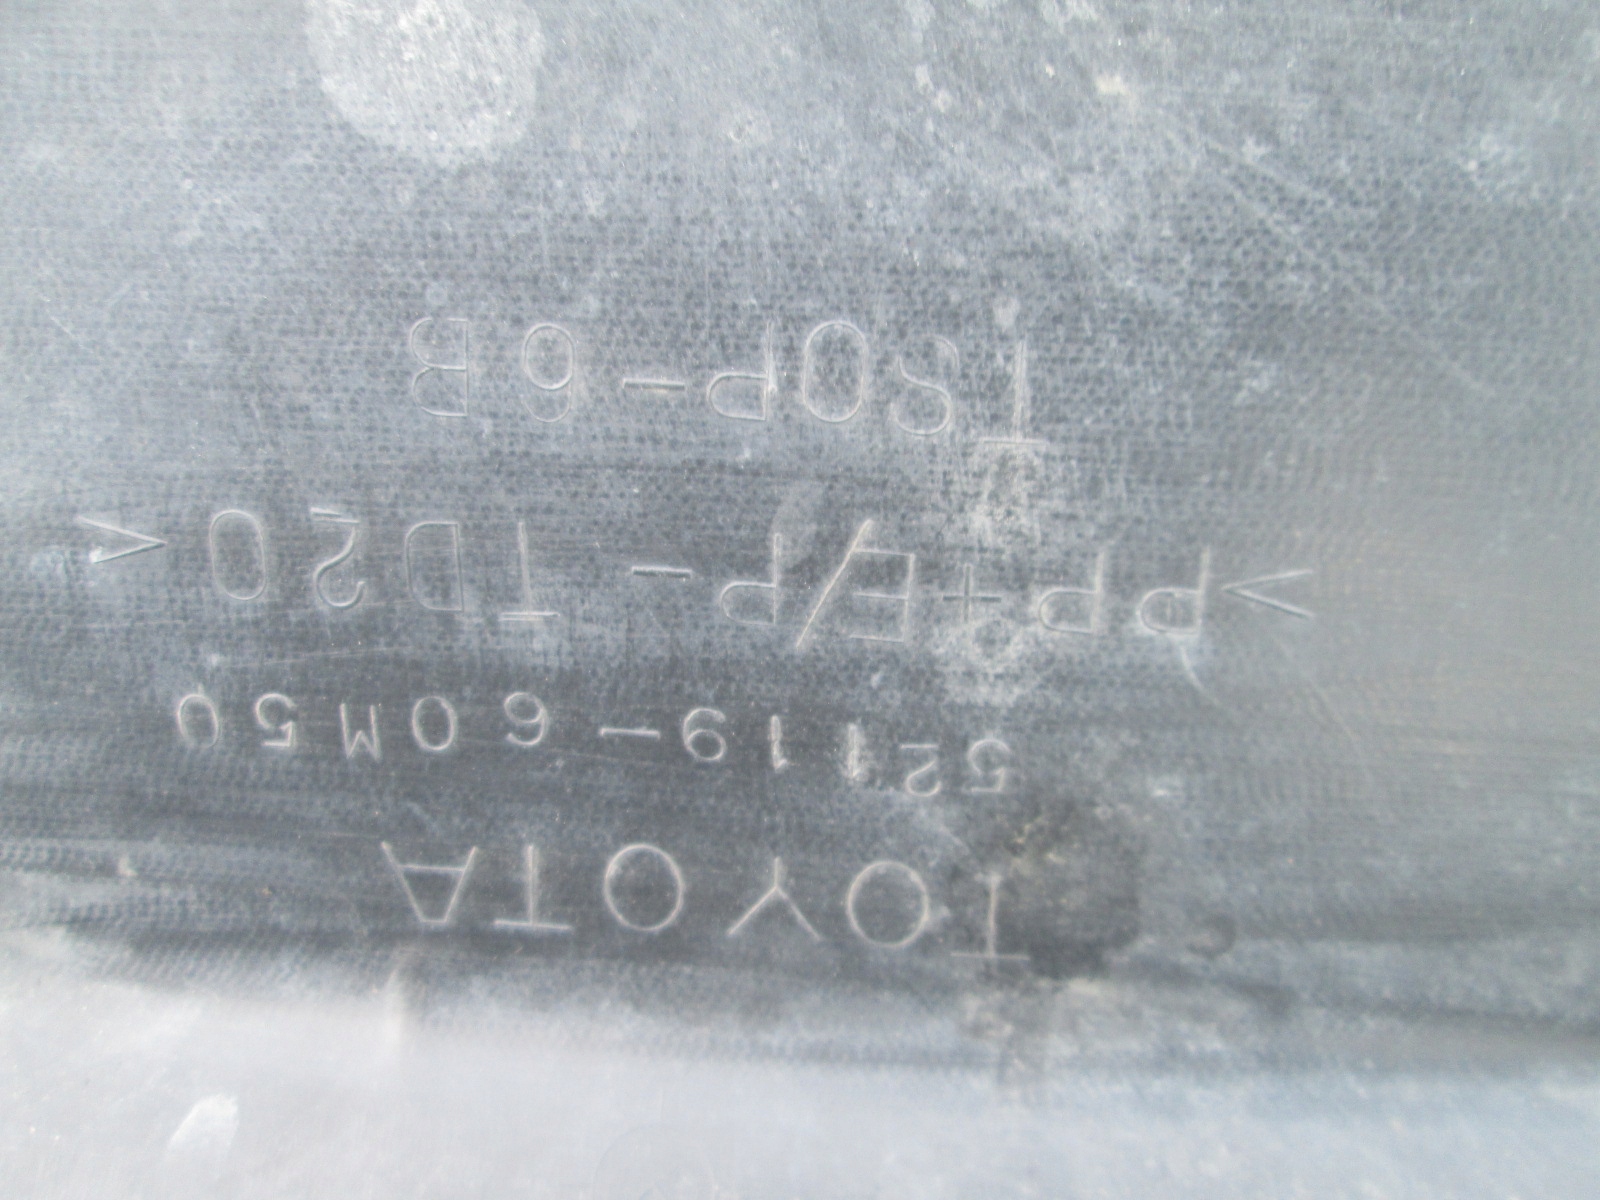 TOYOTA
52119-60M50
>PP+E/P-TD20<
TSOP-6B